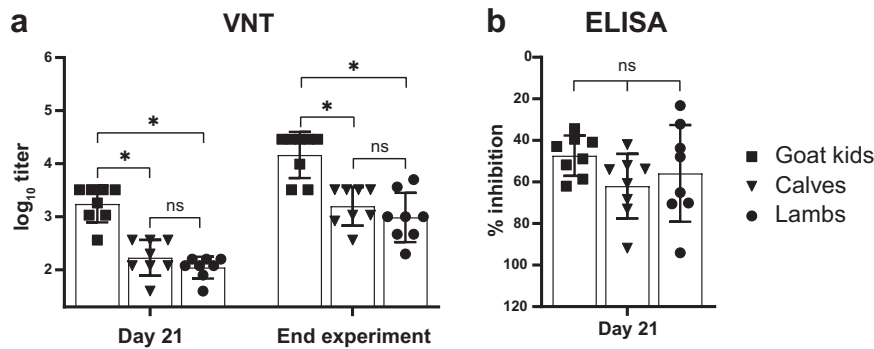 a
VNT
6
5
4
3
2
log10 titer
*
*
ns
*
*
ns
Day 21
End experiment
b
ELISA
0
20
40
60
80
100
120
% inhibition
ns
Day 21
Goat kids
Calves
Lambs